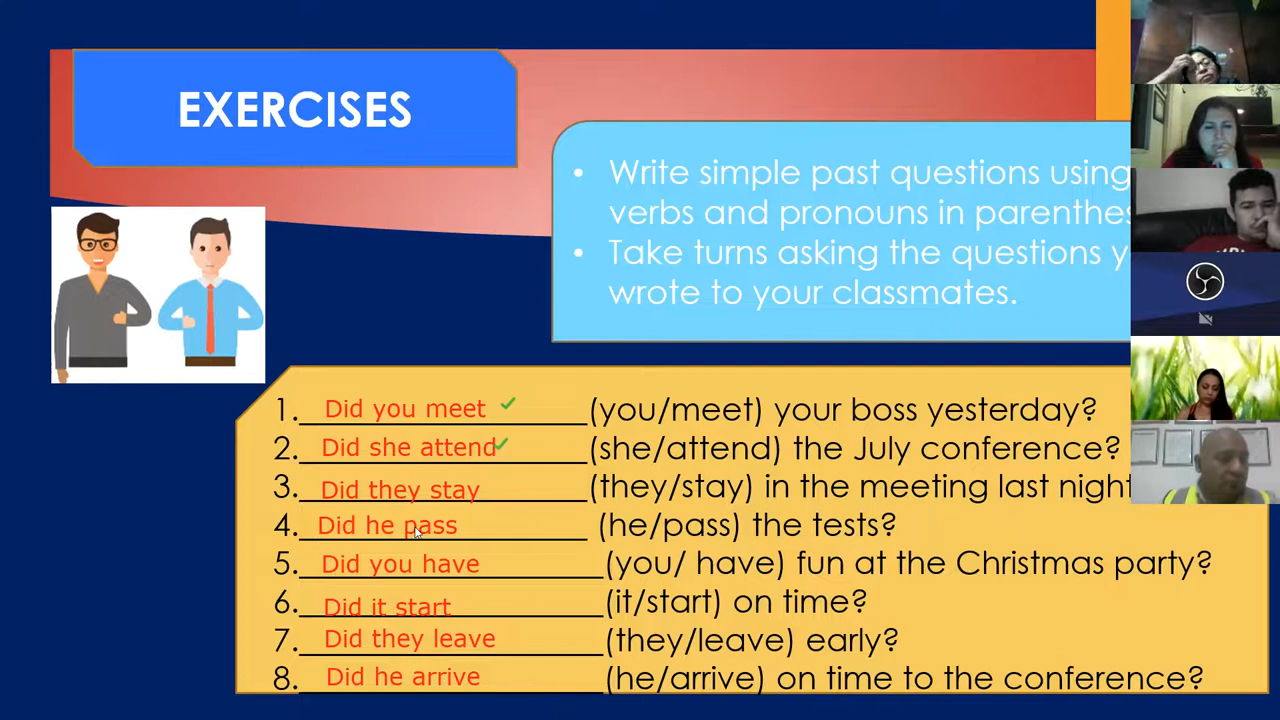 EXERCISES
• Write simple past questions using
verbs and pronouns in parenthes
• Take turns asking the questions y
wrote to your classmates.
1. Did you meet ✓ (you/meet) your boss yesterday?
2. Did she attend ✓ (she/attend) the July conference?
3. Did they stay (they/stay) in the meeting last night
4. Did he pass (he/pass) the tests?
5. Did you have (you/ have) fun at the Christmas party?
6. Did it start (it/start) on time?
7. Did they leave (they/leave) early?
8. Did he arrive (he/arrive) on time to the conference?